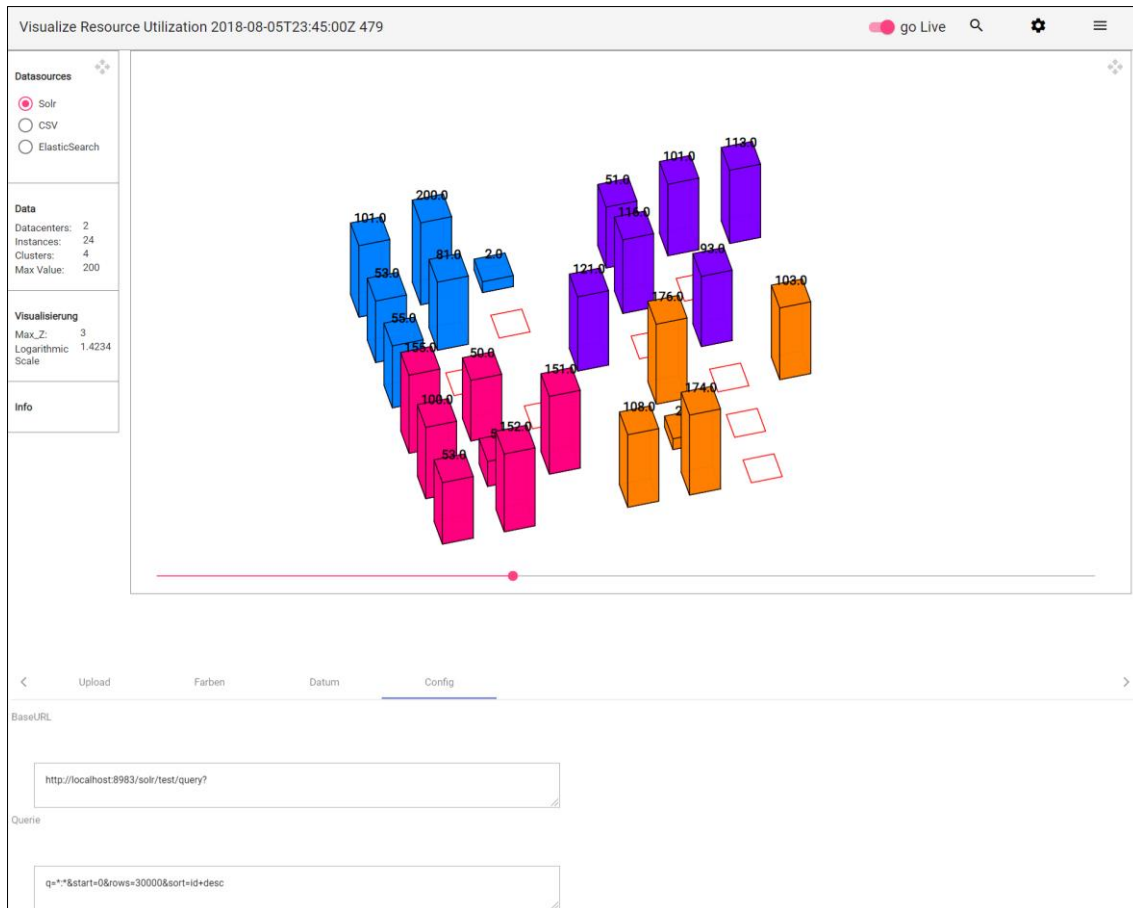 Visualize Resource Utilization 2018-08-05T23:45:00Z 479
go Live
Datasources
Solr
CSV
ElasticSearch
Data
Datacenters: 2
Instances: 24
Clusters: 4
Max Value: 200
Visualisierung
Max_Z: 3
Logarithmic 1.4234
Scale
Info
113.0
101.0
51.0
200.0
116.0
101.0
93.0
81.0
2.0
121.0
53.0
103.0
176.0
55.0
155.0
50.0
151.0
174.0
100.0
108.0
152.0
53.0
Upload Farben Datum Config
BaseURL
http://localhost:8983/solr/test/query?
Querie
q=*:*&start=0&rows=30000&sort=id+desc